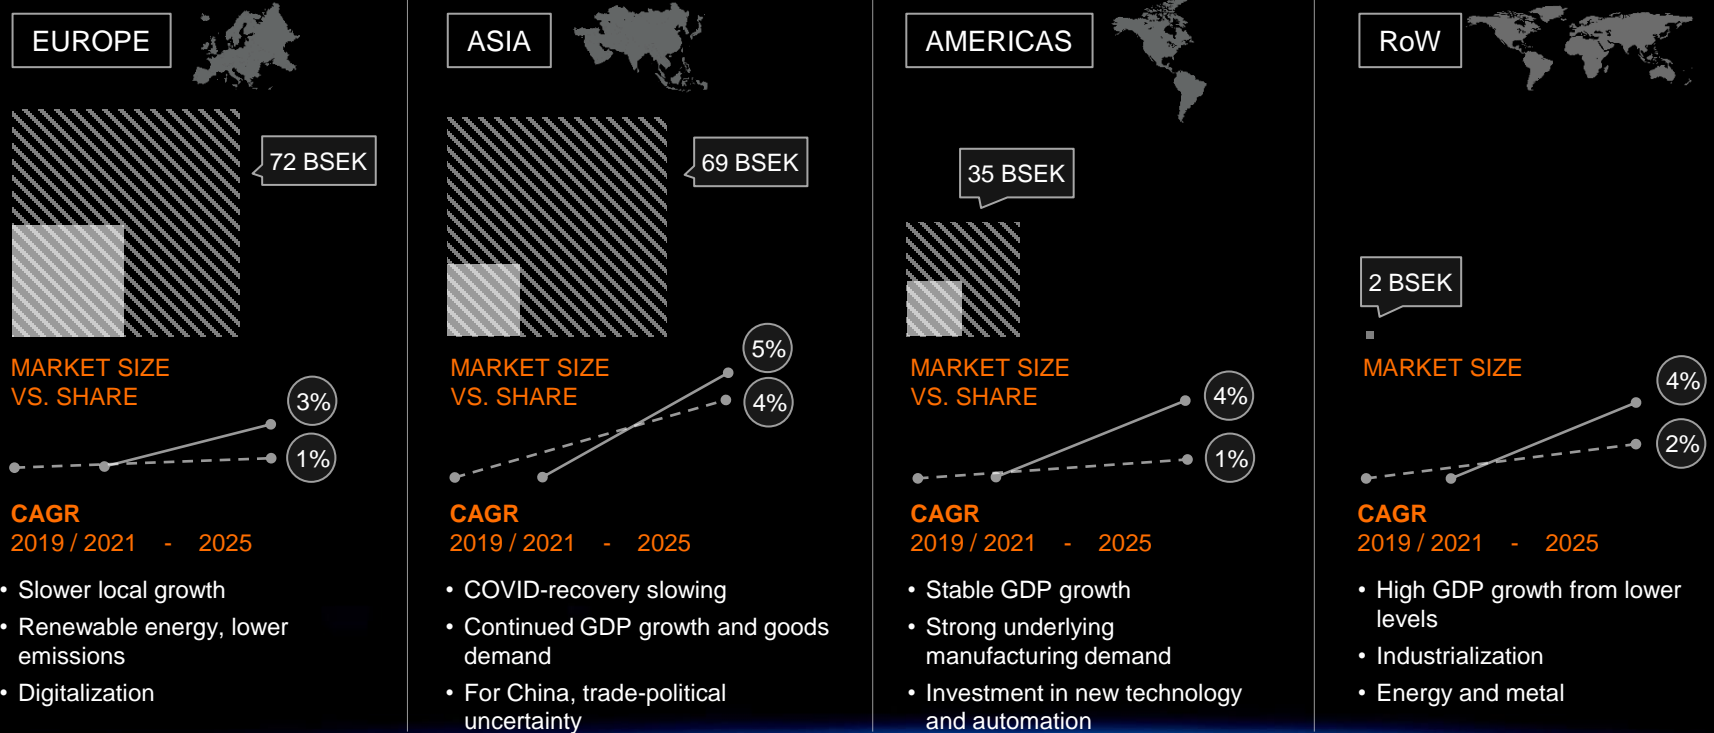 EUROPE
72 BSEK
MARKET SIZE
VS. SHARE
3%
1%
CAGR
2019 / 2021 - 2025
• Slower local growth
• Renewable energy, lower
emissions
• Digitalization
ASIA
69 BSEK
MARKET SIZE
VS. SHARE
5%
4%
CAGR
2019 / 2021 - 2025
• COVID-recovery slowing
• Continued GDP growth and goods
demand
• For China, trade-political
uncertainty
AMERICAS
35 BSEK
MARKET SIZE
VS. SHARE
4%
1%
CAGR
2019 / 2021 - 2025
• Stable GDP growth
• Strong underlying
manufacturing demand
• Investment in new technology
and automation
RoW
2 BSEK
MARKET SIZE
4%
2%
CAGR
2019 / 2021 - 2025
• High GDP growth from lower
levels
• Industrialization
• Energy and metal